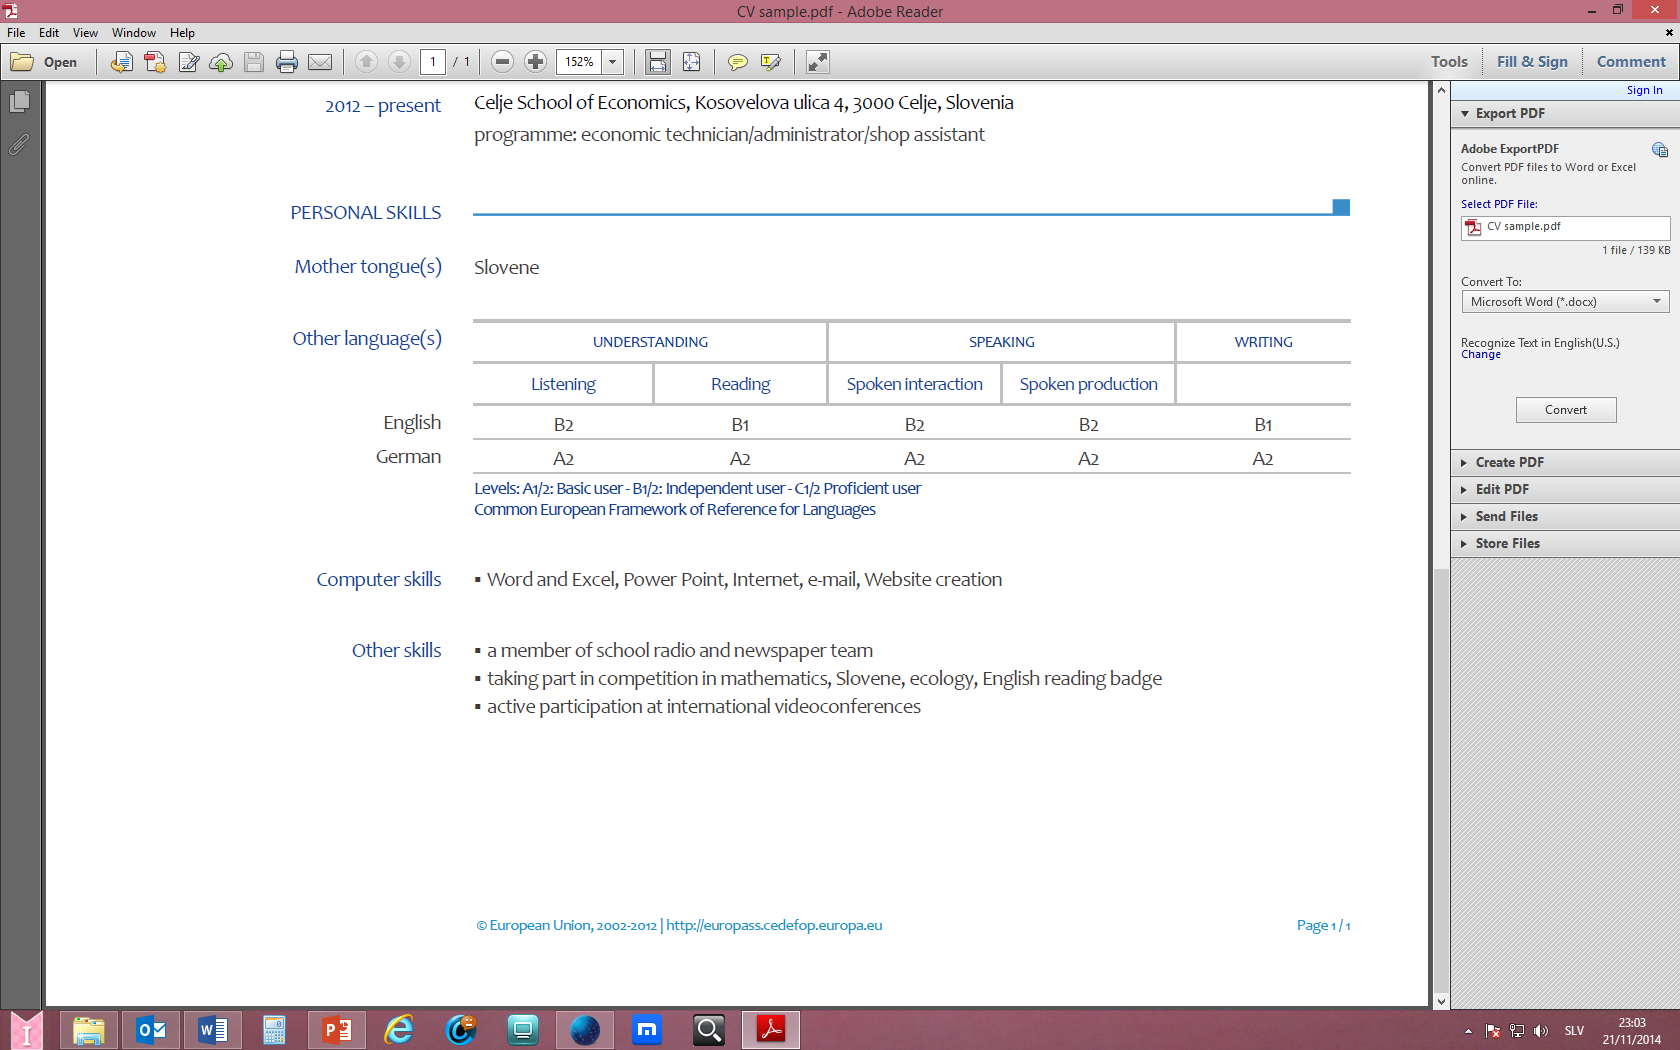 CV sample.pdf - Adobe Reader
File Edit View Window Help
Open 1 / 1 152% Tools Fill & Sign Comment
Sign In
Export PDF
Adobe ExportPDF
Convert PDF files to Word or Excel
online.
Select PDF File:
CV sample.pdf
1 file / 139 KB
Convert To:
Microsoft Word (*.docx)
Recognize Text in English(U.S.)
Change
Convert
Create PDF
Edit PDF
Send Files
Store Files
2012 – present Celje School of Economics, Kosovelova ulica 4, 3000 Celje, Slovenia
programme: economic technician/administrator/shop assistant
PERSONAL SKILLS
Mother tongue(s) Slovene
Other language(s) UNDERSTANDING SPEAKING WRITING
Listening Reading Spoken interaction Spoken production
English B2 B1 B2 B2 B1
German A2 A2 A2 A2 A2
Levels: A1/2: Basic user - B1/2: Independent user - C1/2 Proficient user
Common European Framework of Reference for Languages
Computer skills ▪ Word and Excel, Power Point, Internet, e-mail, Website creation
Other skills ▪ a member of school radio and newspaper team
▪ taking part in competition in mathematics, Slovene, ecology, English reading badge
▪ active participation at international videoconferences
© European Union, 2002-2012 | http://europass.cedefop.europa.eu Page 1 / 1
SLV 23:03
21/11/2014